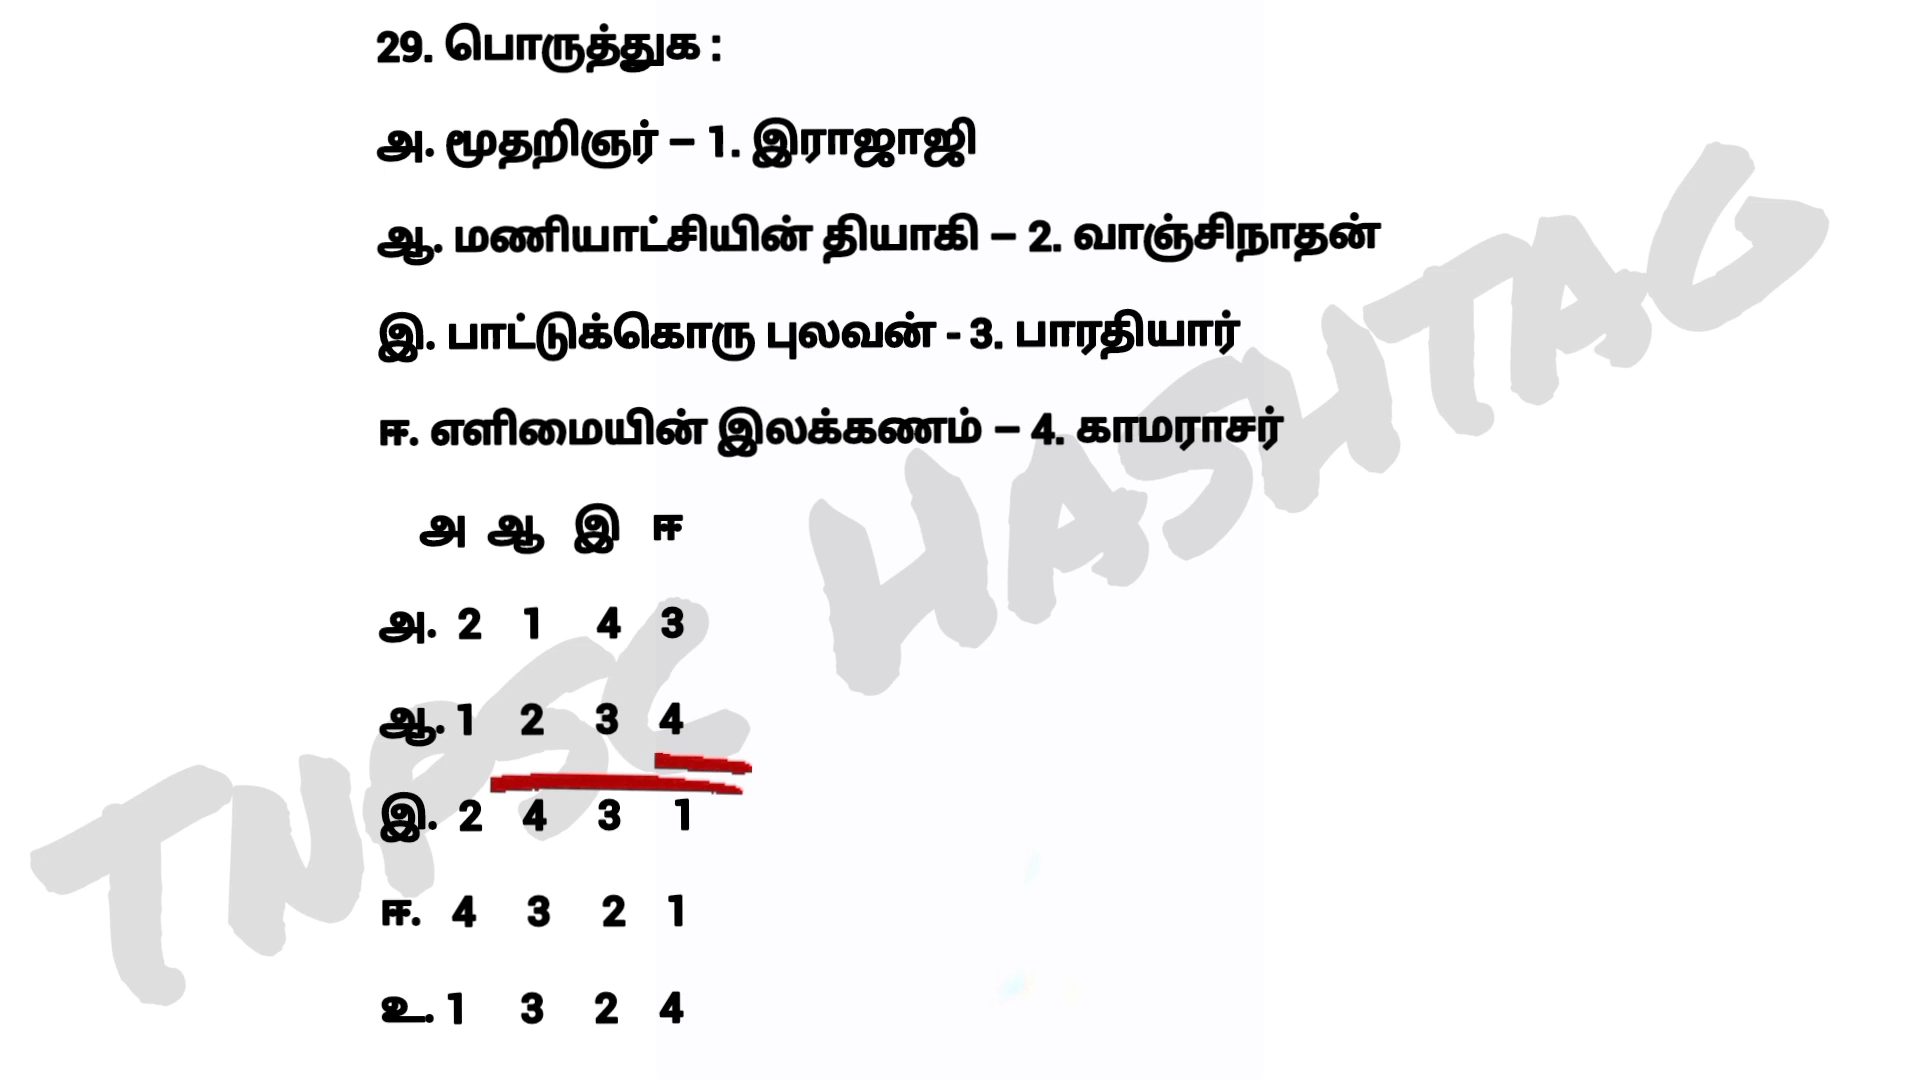 29. பொருத்துக :
அ. மூதறிஞர் – 1. இராஜாஜி
ஆ. மணியாட்சியின் தியாகி – 2. வாஞ்சிநாதன்
இ. பாட்டுக்கொரு புலவன் - 3. பாரதியார்
ஈ. எளிமையின் இலக்கணம் – 4. காமராசர்
அ ஆ இ ஈ
அ. 2 1 4 3
ஆ. 1 2 3 4
இ. 2 4 3 1
ஈ. 4 3 2 1
உ. 1 3 2 4
TNPSC HASHTAG